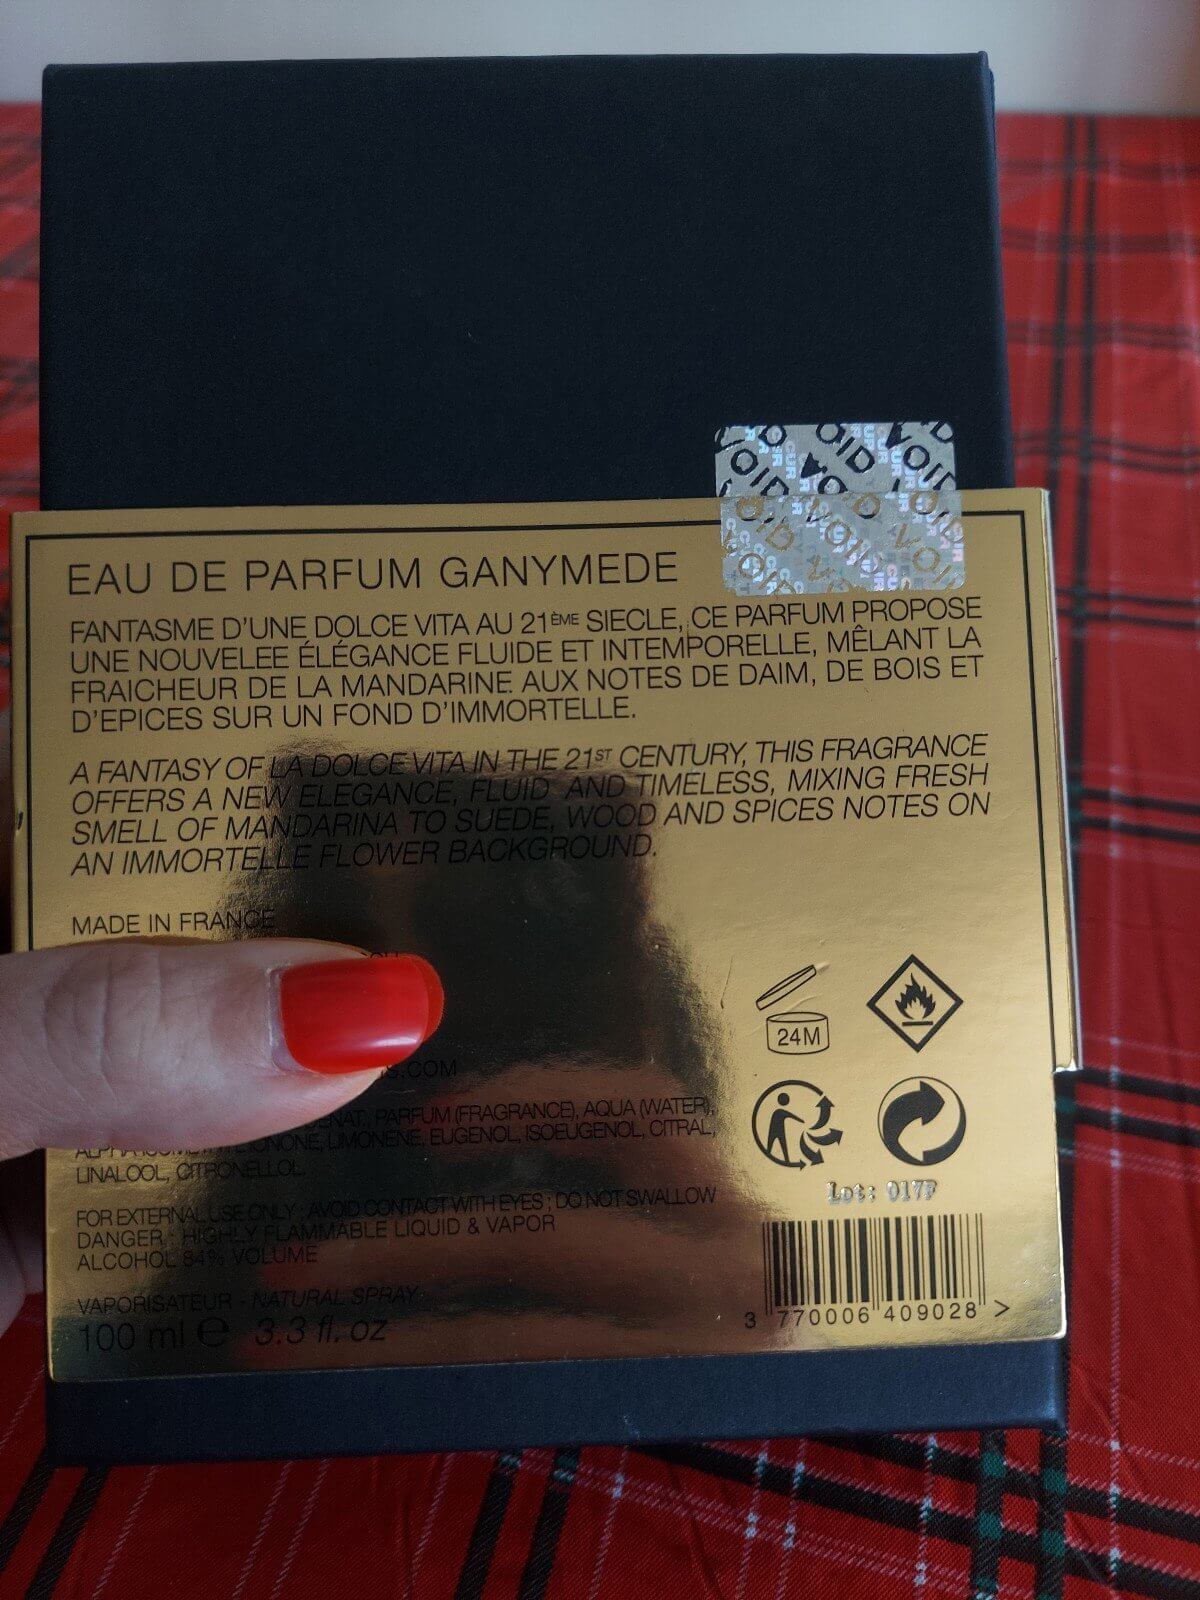 EAU DE PARFUM GANYMEDE
FANTASME D'UNE DOLCE VITA AU 21ÈME SIECLE, CE PARFUM PROPOSE
UNE NOUVELEE ÉLÉGANCE FLUIDE ET INTEMPORELLE, MÊLANT LA
FRAICHEUR DE LA MANDARINE AUX NOTES DE DAIM, DE BOIS ET
D'EPICES SUR UN FOND D'IMMORTELLE.
A FANTASY OF LA DOLCE VITA IN THE 21ST CENTURY, THIS FRAGRANCE
OFFERS A NEW ELEGANCE, FLUID AND TIMELESS, MIXING FRESH
SMELL OF MANDARINA TO SUEDE, WOOD AND SPICES NOTES ON
AN IMMORTELLE FLOWER BACKGROUND.
MADE IN FRANCE
.COM
PARFUM (FRAGRANCE), AQUA (WATER),
LIMONENE, EUGENOL, ISOEUGENOL, CITRAL,
LINALOOL, CITRONELLOL.
FOR EXTERNAL USE ONLY ; AVOID CONTACT WITH EYES ; DO NOT SWALLOW
DANGER : HIGHLY FLAMMABLE LIQUID & VAPOR
ALCOHOL 84% VOLUME
VAPORISATEUR - NATURAL SPRAY
100 ml e 3.3 fl. oz
VOID VOID VOID
24M
Lot: 017F
3 770006 409028 >